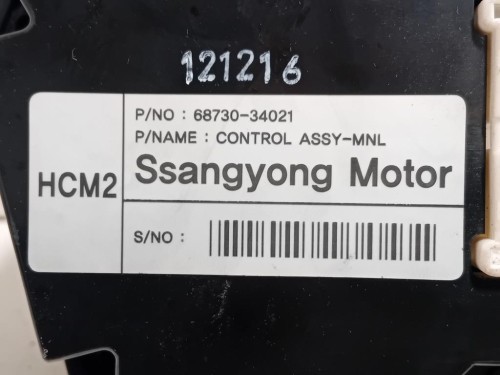 121216
P/NO : 68730-34021
P/NAME : CONTROL ASSY-MNL
HCM2
Ssangyong Motor
S/NO :